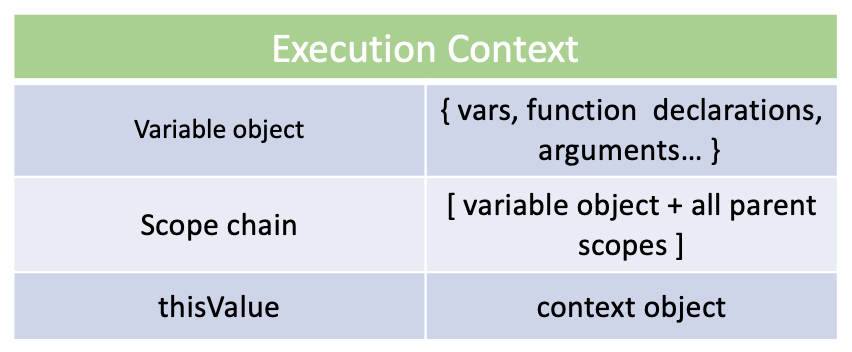 Execution Context
Variable object
{ vars, function declarations,
arguments... }
Scope chain
[ variable object + all parent
scopes ]
thisValue
context object